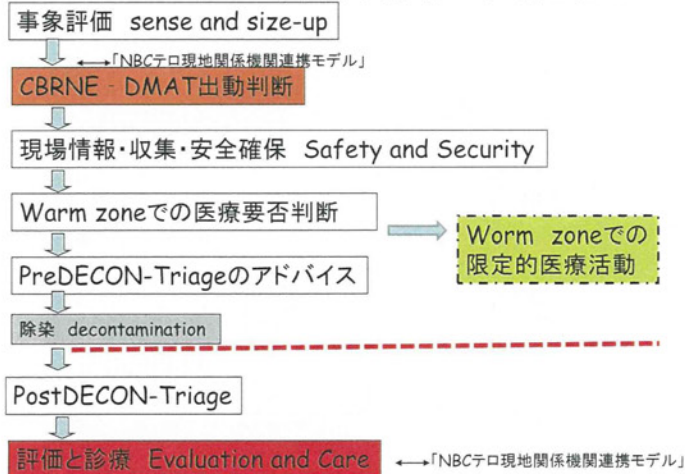 事象評価 sense and size-up
「NBCテロ現地関係機関連携モデル」
CBRNE‐DMAT出動判断
現場情報・収集・安全確保 Safety and Security
Warm zoneでの医療要否判断
Worm zoneでの
限定的医療活動
PreDECON-Triageのアドバイス
除染 decontamination
PostDECON-Triage
評価と診療 Evaluation and Care
「NBCテロ現地関係機関連携モデル」